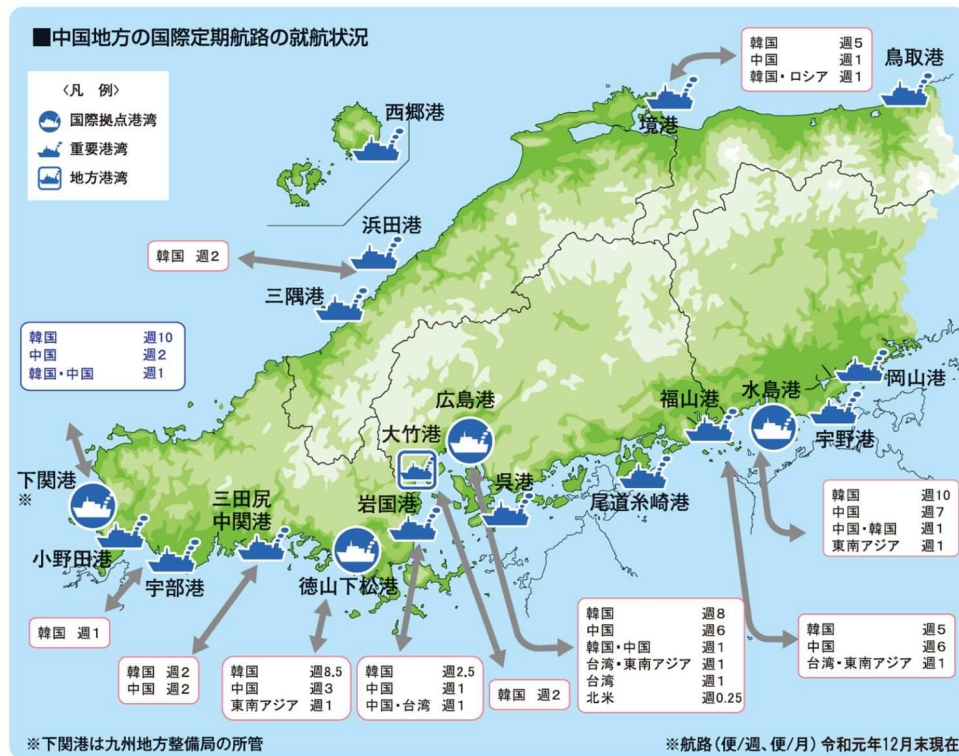 ■中国地方の国際定期航路の就航状況
〈凡 例〉
国際拠点港湾
重要港湾
地方港湾
西郷港
韓国 週5
中国 週1
韓国・ロシア 週1
鳥取港
境港
浜田港
韓国 週2
三隅港
韓国 週10
中国 週2
韓国・中国 週1
広島港
大竹港
福山港
水島港
岡山港
宇野港
下関港
※
三田尻
中関港
岩国港
呉港
尾道糸崎港
小野田港
宇部港
徳山下松港
韓国 週10
中国 週7
中国・韓国 週1
東南アジア 週1
韓国 週1
韓国 週2
中国 週2
韓国 週8.5
中国 週3
東南アジア 週1
韓国 週2.5
中国 週1
中国・台湾 週1
韓国 週2
韓国 週8
中国 週6
韓国・中国 週1
台湾・東南アジア 週1
台湾 週1
北米 週0.25
韓国 週5
中国 週6
台湾・東南アジア 週1
※下関港は九州地方整備局の所管
※航路(便/週、便/月) 令和元年12月末現在